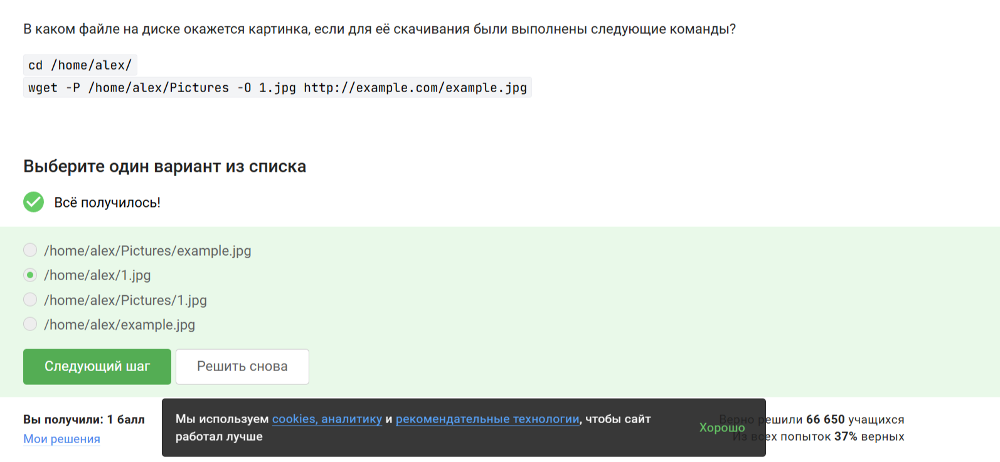 В каком файле на диске окажется картинка, если для её скачивания были выполнены следующие команды?
cd /home/alex/
wget -P /home/alex/Pictures -O 1.jpg http://example.com/example.jpg
Выберите один вариант из списка
Всё получилось!
/home/alex/Pictures/example.jpg
/home/alex/1.jpg
/home/alex/Pictures/1.jpg
/home/alex/example.jpg
Следующий шаг
Решить снова
Вы получили: 1 балл
Мои решения
Мы используем cookies, аналитику и рекомендательные технологии, чтобы сайт
работал лучше
Хорошо
Верно решили 66 650 учащихся
Из всех попыток 37% верных